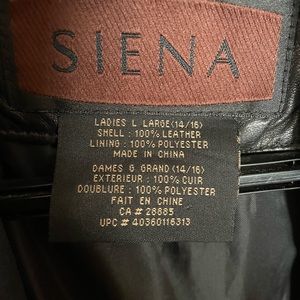 SIENA
LADIES L LARGE (14/16)
SHELL : 100% LEATHER
LINING : 100% POLYESTER
MADE IN CHINA
DAMES G GRAND (14/16)
EXTERIEUR : 100% CUIR
DOUBLURE : 100% POLYESTER
FAIT EN CHINE
CA # 26885
UPC # 40360116313